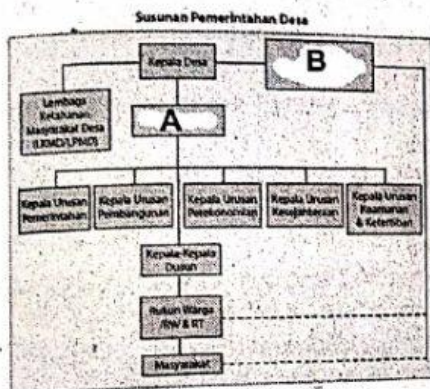 Susunan Pemerintahan Desa
Kepala Desa
B
Lembaga
Ketahanan
Masyarakat Desa
(LKMD/LPMD)
A
Kepala Urusan
Pemerintahan
Kepala Urusan
Pembangunan
Kepala Urusan
Perekonomian
Kepala Urusan
Kesejahteraan
Kepala Urusan
Keamanan
& Ketertiban
Kepala-Kepala
Dusun
Rukun Warga
/RW & RT
Masyarakat